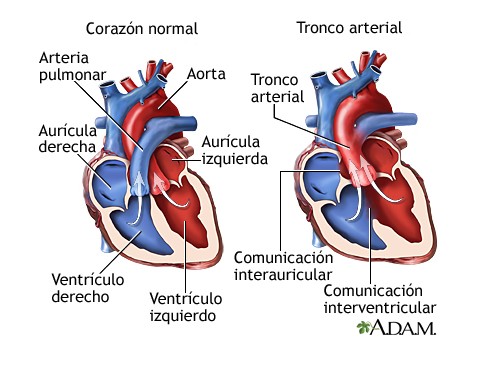 Corazón normal
Arteria
pulmonar
Aorta
Aurícula
derecha
Aurícula
izquierda
Ventrículo
derecho
Ventrículo
izquierdo
Tronco arterial
Tronco
arterial
Comunicación
interauricular
Comunicación
interventricular
A.D.A.M.